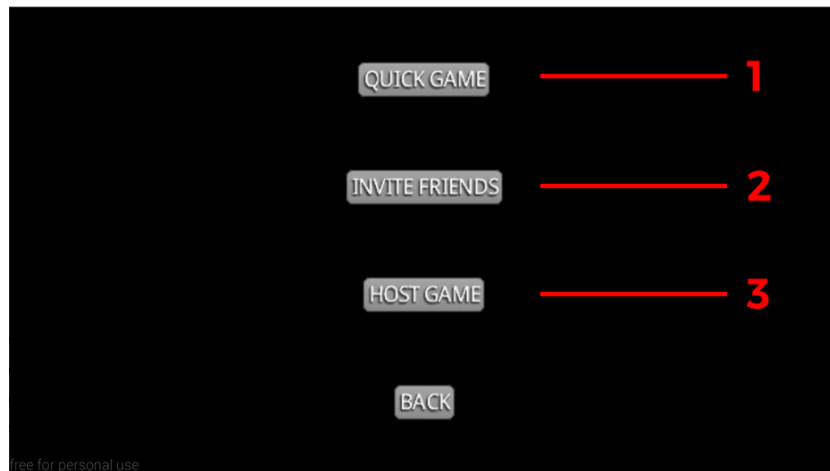 QUICK GAME 1
INVITE FRIENDS 2
HOST GAME 3
BACK
free for personal use